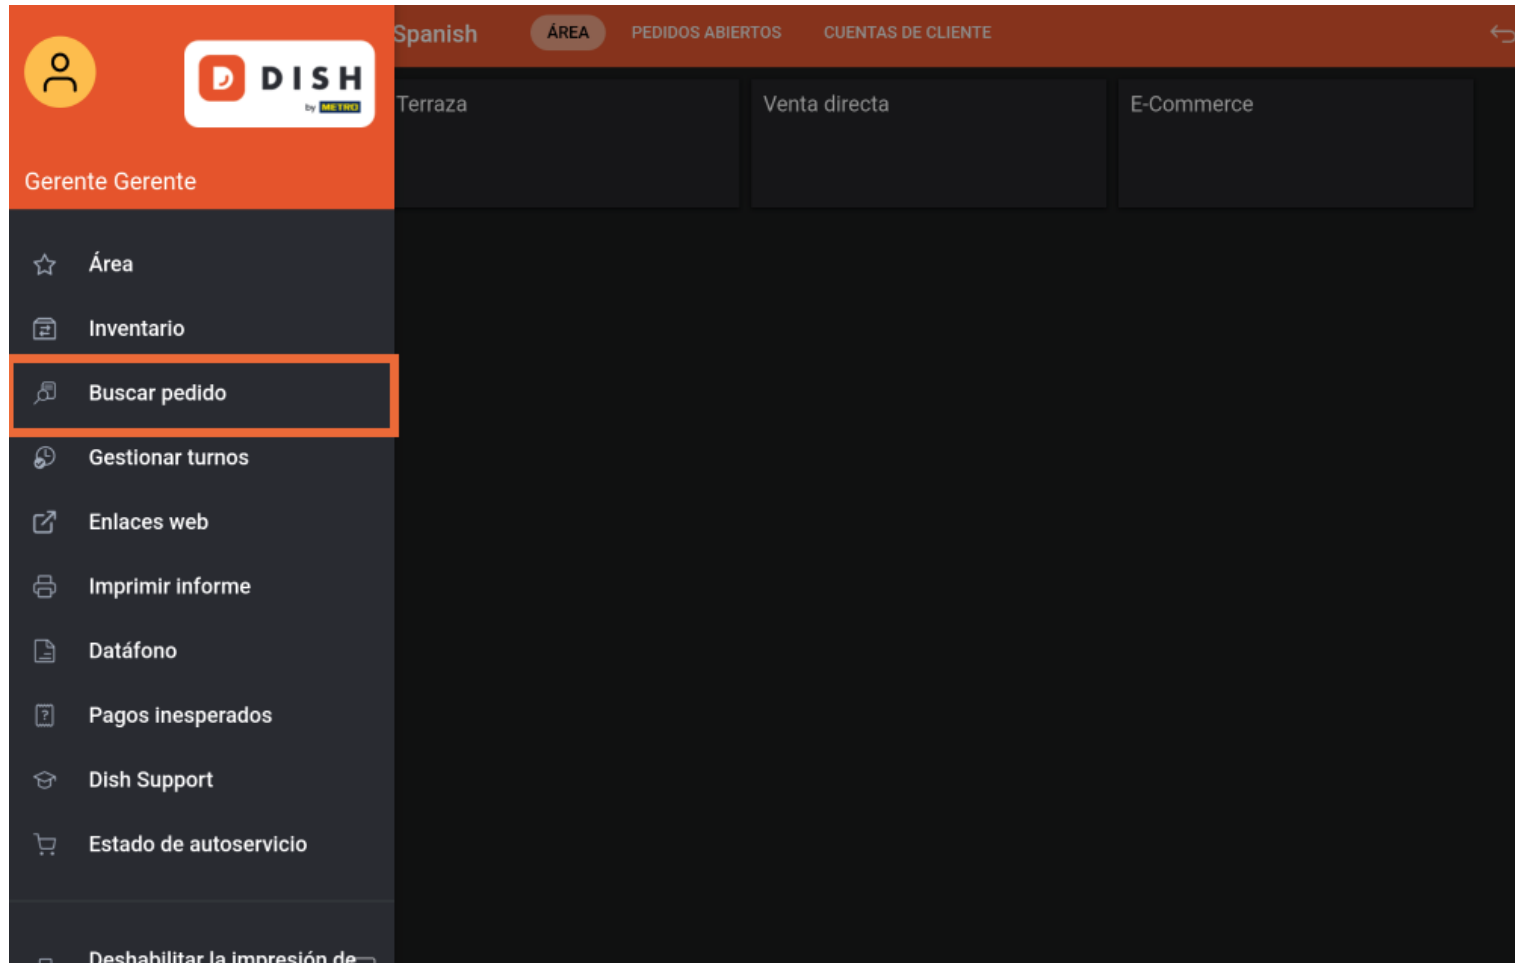 Spanish ÁREA PEDIDOS ABIERTOS CUENTAS DE CLIENTE
DISH
by METRO
Gerente Gerente
Terraza Venta directa E-Commerce
Área
Inventario
Buscar pedido
Gestionar turnos
Enlaces web
Imprimir informe
Datáfono
Pagos inesperados
Dish Support
Estado de autoservicio
Deshabilitar la impresión de